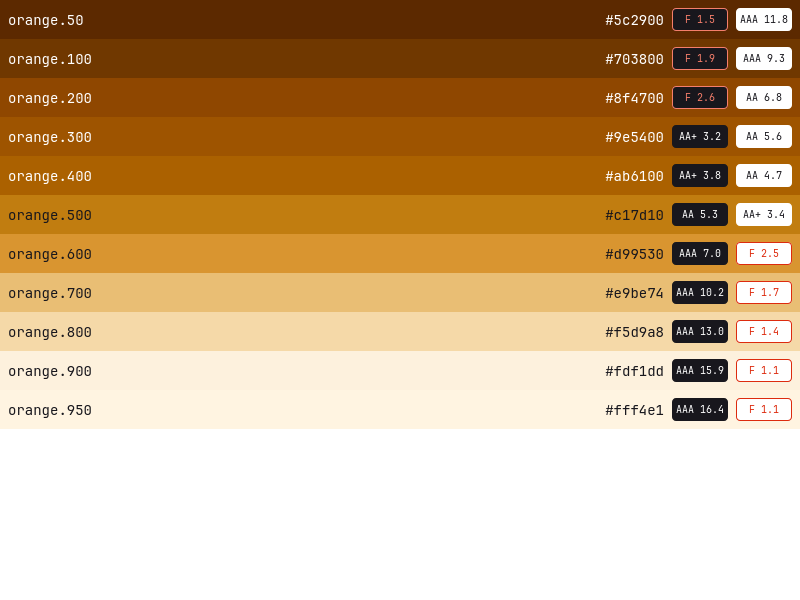 orange.50 #5c2900 F 1.5 AAA 11.8
orange.100 #703800 F 1.9 AAA 9.3
orange.200 #8f4700 F 2.6 AA 6.8
orange.300 #9e5400 AA+ 3.2 AA 5.6
orange.400 #ab6100 AA+ 3.8 AA 4.7
orange.500 #c17d10 AA 5.3 AA+ 3.4
orange.600 #d99530 AAA 7.0 F 2.5
orange.700 #e9be74 AAA 10.2 F 1.7
orange.800 #f5d9a8 AAA 13.0 F 1.4
orange.900 #fdf1dd AAA 15.9 F 1.1
orange.950 #fff4e1 AAA 16.4 F 1.1